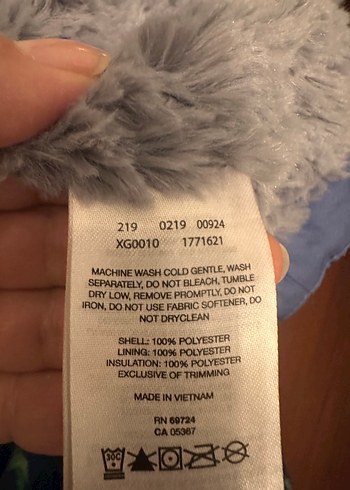 219 0219 00924
XG0010 1771621
MACHINE WASH COLD GENTLE, WASH
SEPARATELY, DO NOT BLEACH, TUMBLE
DRY LOW, REMOVE PROMPTLY, DO NOT
IRON, DO NOT USE FABRIC SOFTENER, DO
NOT DRYCLEAN
SHELL: 100% POLYESTER
LINING: 100% POLYESTER
INSULATION: 100% POLYESTER
EXCLUSIVE OF TRIMMING
MADE IN VIETNAM
RN 69724
CA 05367
30C